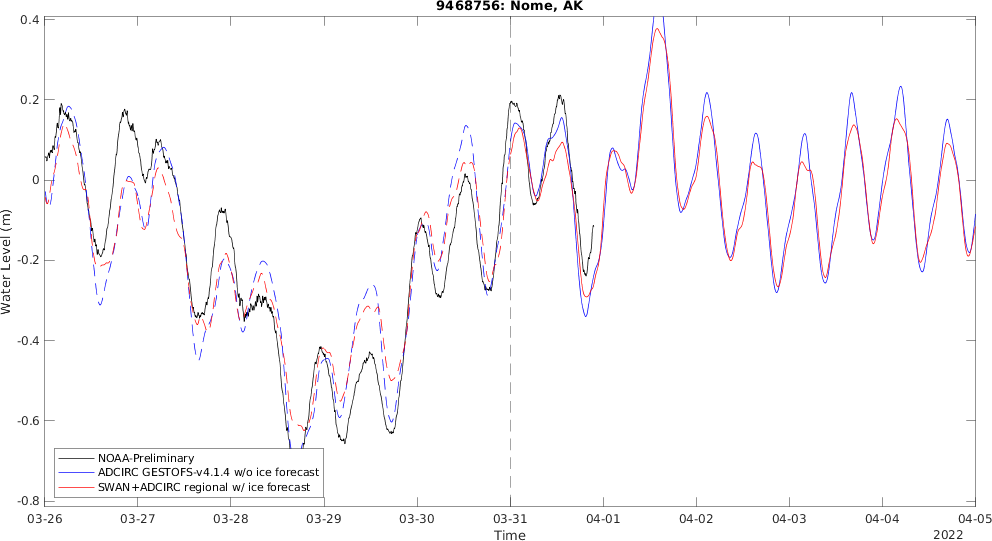 9468756: Nome, AK
0.4
0.2
0
-0.2
-0.4
-0.6
-0.8
Water Level (m)
NOAA-Preliminary
ADCIRC GESTOFS-v4.1.4 w/o ice forecast
SWAN+ADCIRC regional w/ ice forecast
03-26 03-27 03-28 03-29 03-30 03-31 04-01 04-02 04-03 04-04 04-05
Time
2022